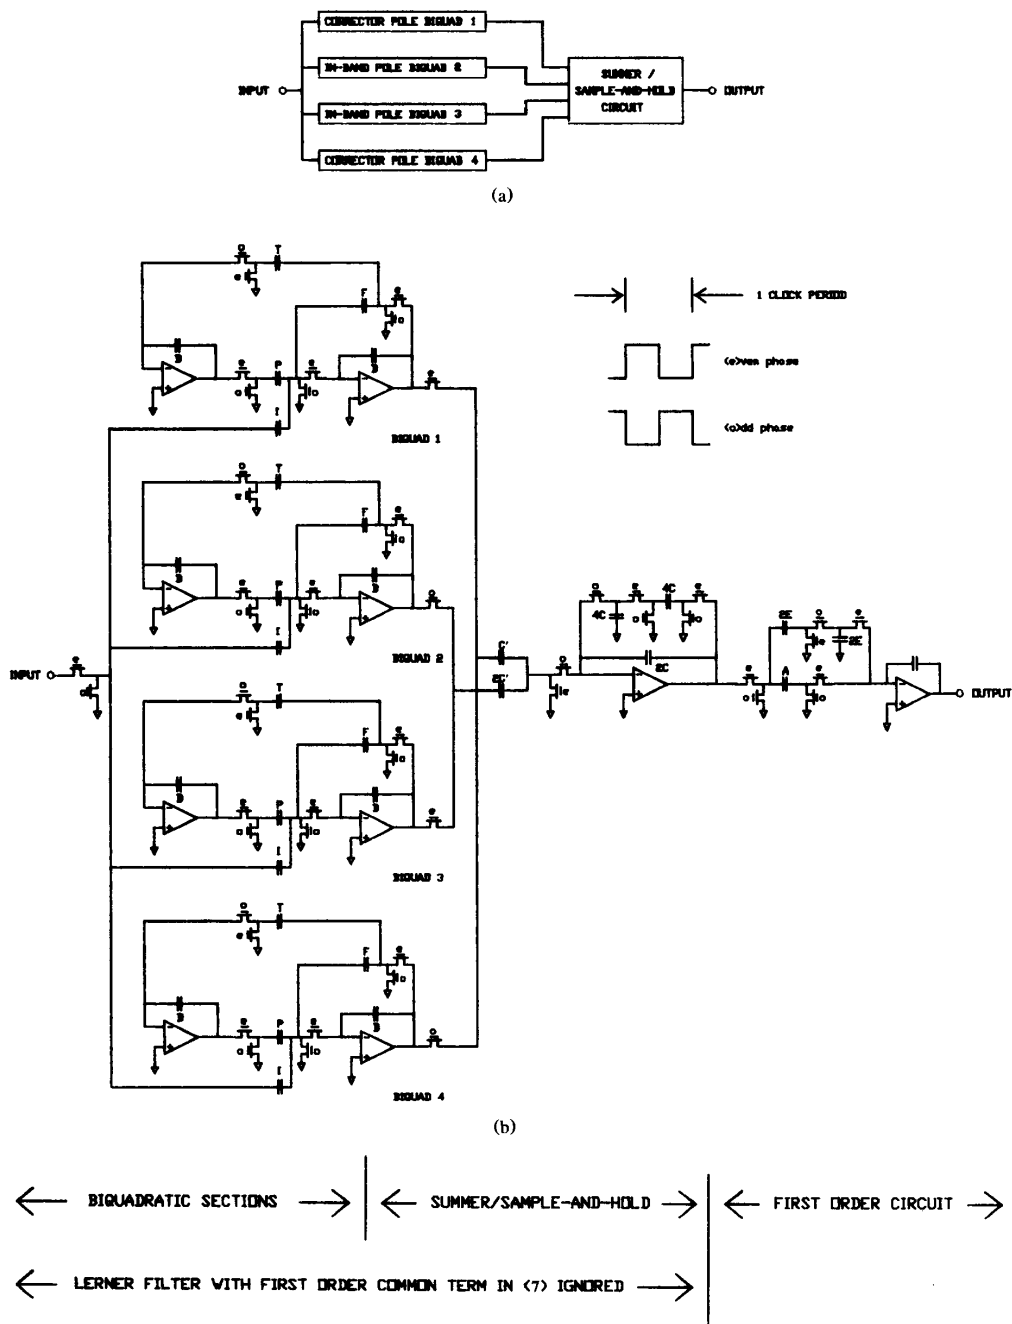 CORRECTOR POLE BIQUAD 1
IN-BAND POLE BIQUAD 2
IN-BAND POLE BIQUAD 3
CORRECTOR POLE BIQUAD 4
INPUT
SUMMER /
SAMPLE-AND-HOLD
CIRCUIT
OUTPUT
(a)
1 CLOCK PERIOD
(e)ven phase
(o)dd phase
o T
e
F e
o
B
B
e P e
o o
e
I
BIQUAD 1
o T
e
F e
o
B
B
e P e
o o
o
I
BIQUAD 2
o T
e
F e
o
B
B
e P e
o o
e
I
BIQUAD 3
o T
e
F e
o
B
B
e P e
o o
o
I
BIQUAD 4
INPUT
e
o
C'
2C'
o
e
o e 4C e
4C o o
2C
e
o
2E o e
e 2E
A e
o
OUTPUT
(b)
BIQUADRATIC SECTIONS
SUMMER/SAMPLE-AND-HOLD
FIRST ORDER CIRCUIT
LERNER FILTER WITH FIRST ORDER COMMON TERM IN (7) IGNORED